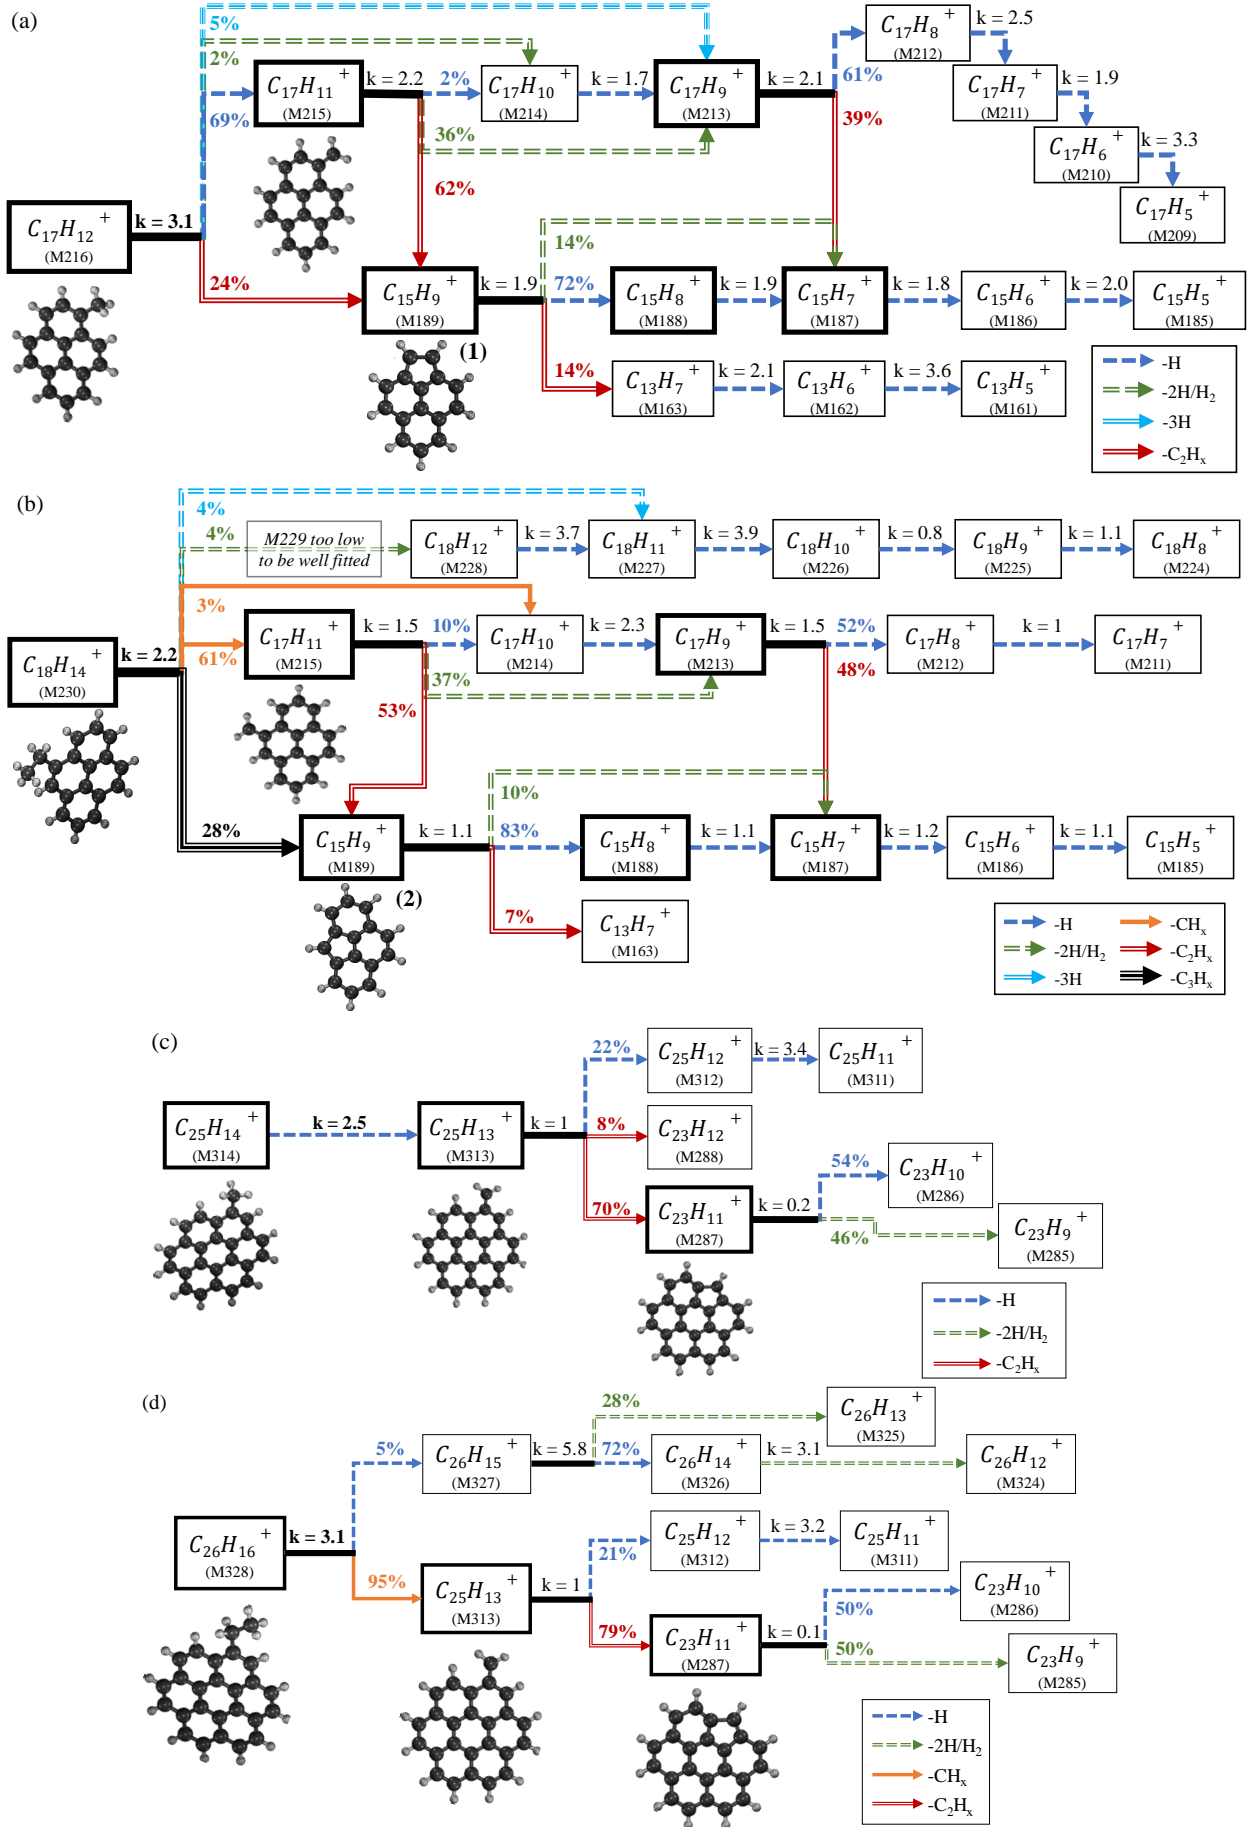 (a)
5%
2%
69%
C17H11+
(M215)
k = 2.2
2%
C17H10+
(M214)
k = 1.7
C17H9+
(M213)
k = 2.1
61%
C17H8+
(M212)
k = 2.5
C17H7+
(M211)
k = 1.9
C17H6+
(M210)
k = 3.3
C17H5+
(M209)
36%
62%
39%
C17H12+
(M216)
k = 3.1
24%
C15H9+
(M189)
(1)
k = 1.9
14%
72%
C15H8+
(M188)
k = 1.9
C15H7+
(M187)
k = 1.8
C15H6+
(M186)
k = 2.0
C15H5+
(M185)
14%
C13H7+
(M163)
k = 2.1
C13H6+
(M162)
k = 3.6
C13H5+
(M161)
-H
-2H/H2
-3H
-C2Hx
(b)
4%
4%
M229 too low
to be well fitted
C18H12+
(M228)
k = 3.7
C18H11+
(M227)
k = 3.9
C18H10+
(M226)
k = 0.8
C18H9+
(M225)
k = 1.1
C18H8+
(M224)
3%
61%
C17H11+
(M215)
k = 1.5
10%
C17H10+
(M214)
k = 2.3
C17H9+
(M213)
k = 1.5
52%
C17H8+
(M212)
k = 1
C17H7+
(M211)
37%
53%
48%
C18H14+
(M230)
k = 2.2
28%
C15H9+
(M189)
(2)
k = 1.1
10%
83%
C15H8+
(M188)
k = 1.1
C15H7+
(M187)
k = 1.2
C15H6+
(M186)
k = 1.1
C15H5+
(M185)
7%
C13H7+
(M163)
-H
-CHx
-2H/H2
-C2Hx
-3H
-C3Hx
(c)
22%
C25H12+
(M312)
k = 3.4
C25H11+
(M311)
C25H14+
(M314)
k = 2.5
C25H13+
(M313)
k = 1
8%
C23H12+
(M288)
70%
C23H11+
(M287)
k = 0.2
54%
C23H10+
(M286)
46%
C23H9+
(M285)
-H
-2H/H2
-C2Hx
(d)
28%
C26H13+
(M325)
5%
C26H15+
(M327)
k = 5.8
72%
C26H14+
(M326)
k = 3.1
C26H12+
(M324)
C26H16+
(M328)
k = 3.1
95%
C25H13+
(M313)
k = 1
21%
C25H12+
(M312)
k = 3.2
C25H11+
(M311)
79%
C23H11+
(M287)
k = 0.1
50%
C23H10+
(M286)
50%
C23H9+
(M285)
-H
-2H/H2
-CHx
-C2Hx